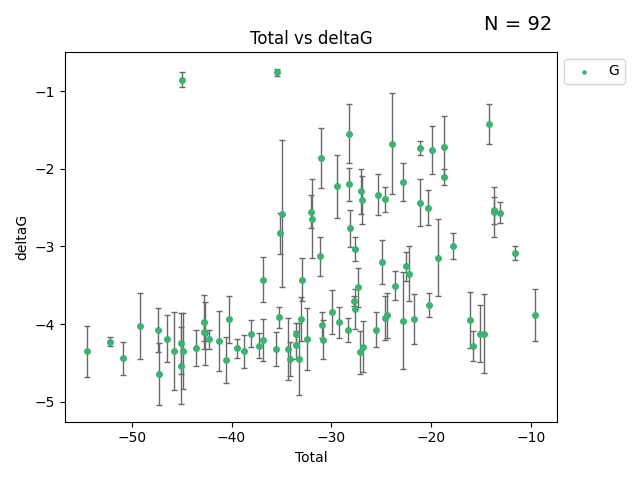 N = 92
Total vs deltaG
G
−1
−2
−3
−4
−5
deltaG
−50 −40 −30 −20 −10
Total